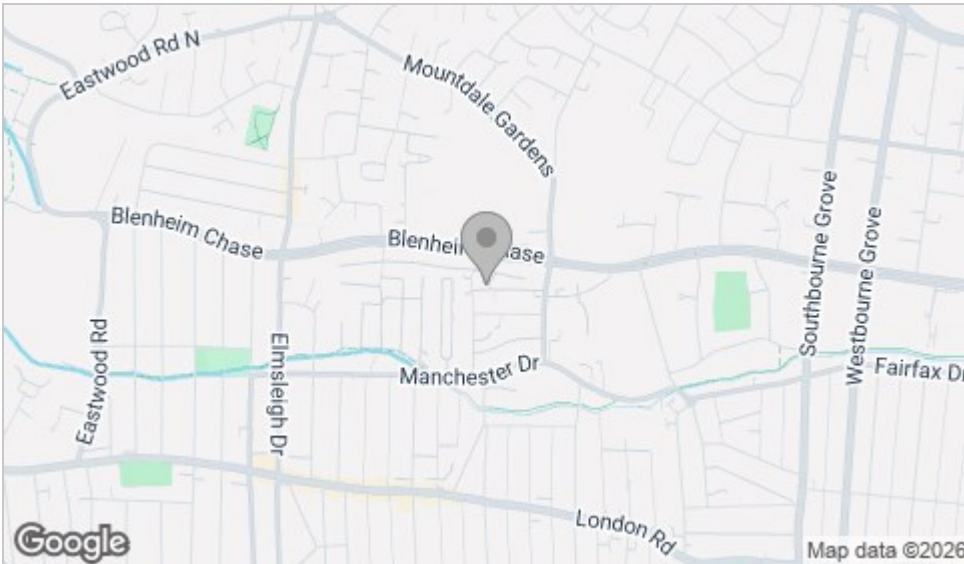 Eastwood Rd N
Mountdale Gardens
Blenheim Chase
Blenheim Chase
Southbourne Grove
Westbourne Grove
Eastwood Rd
Elmsleigh Dr
Manchester Dr
Fairfax Dr
London Rd
Google
Map data ©2026